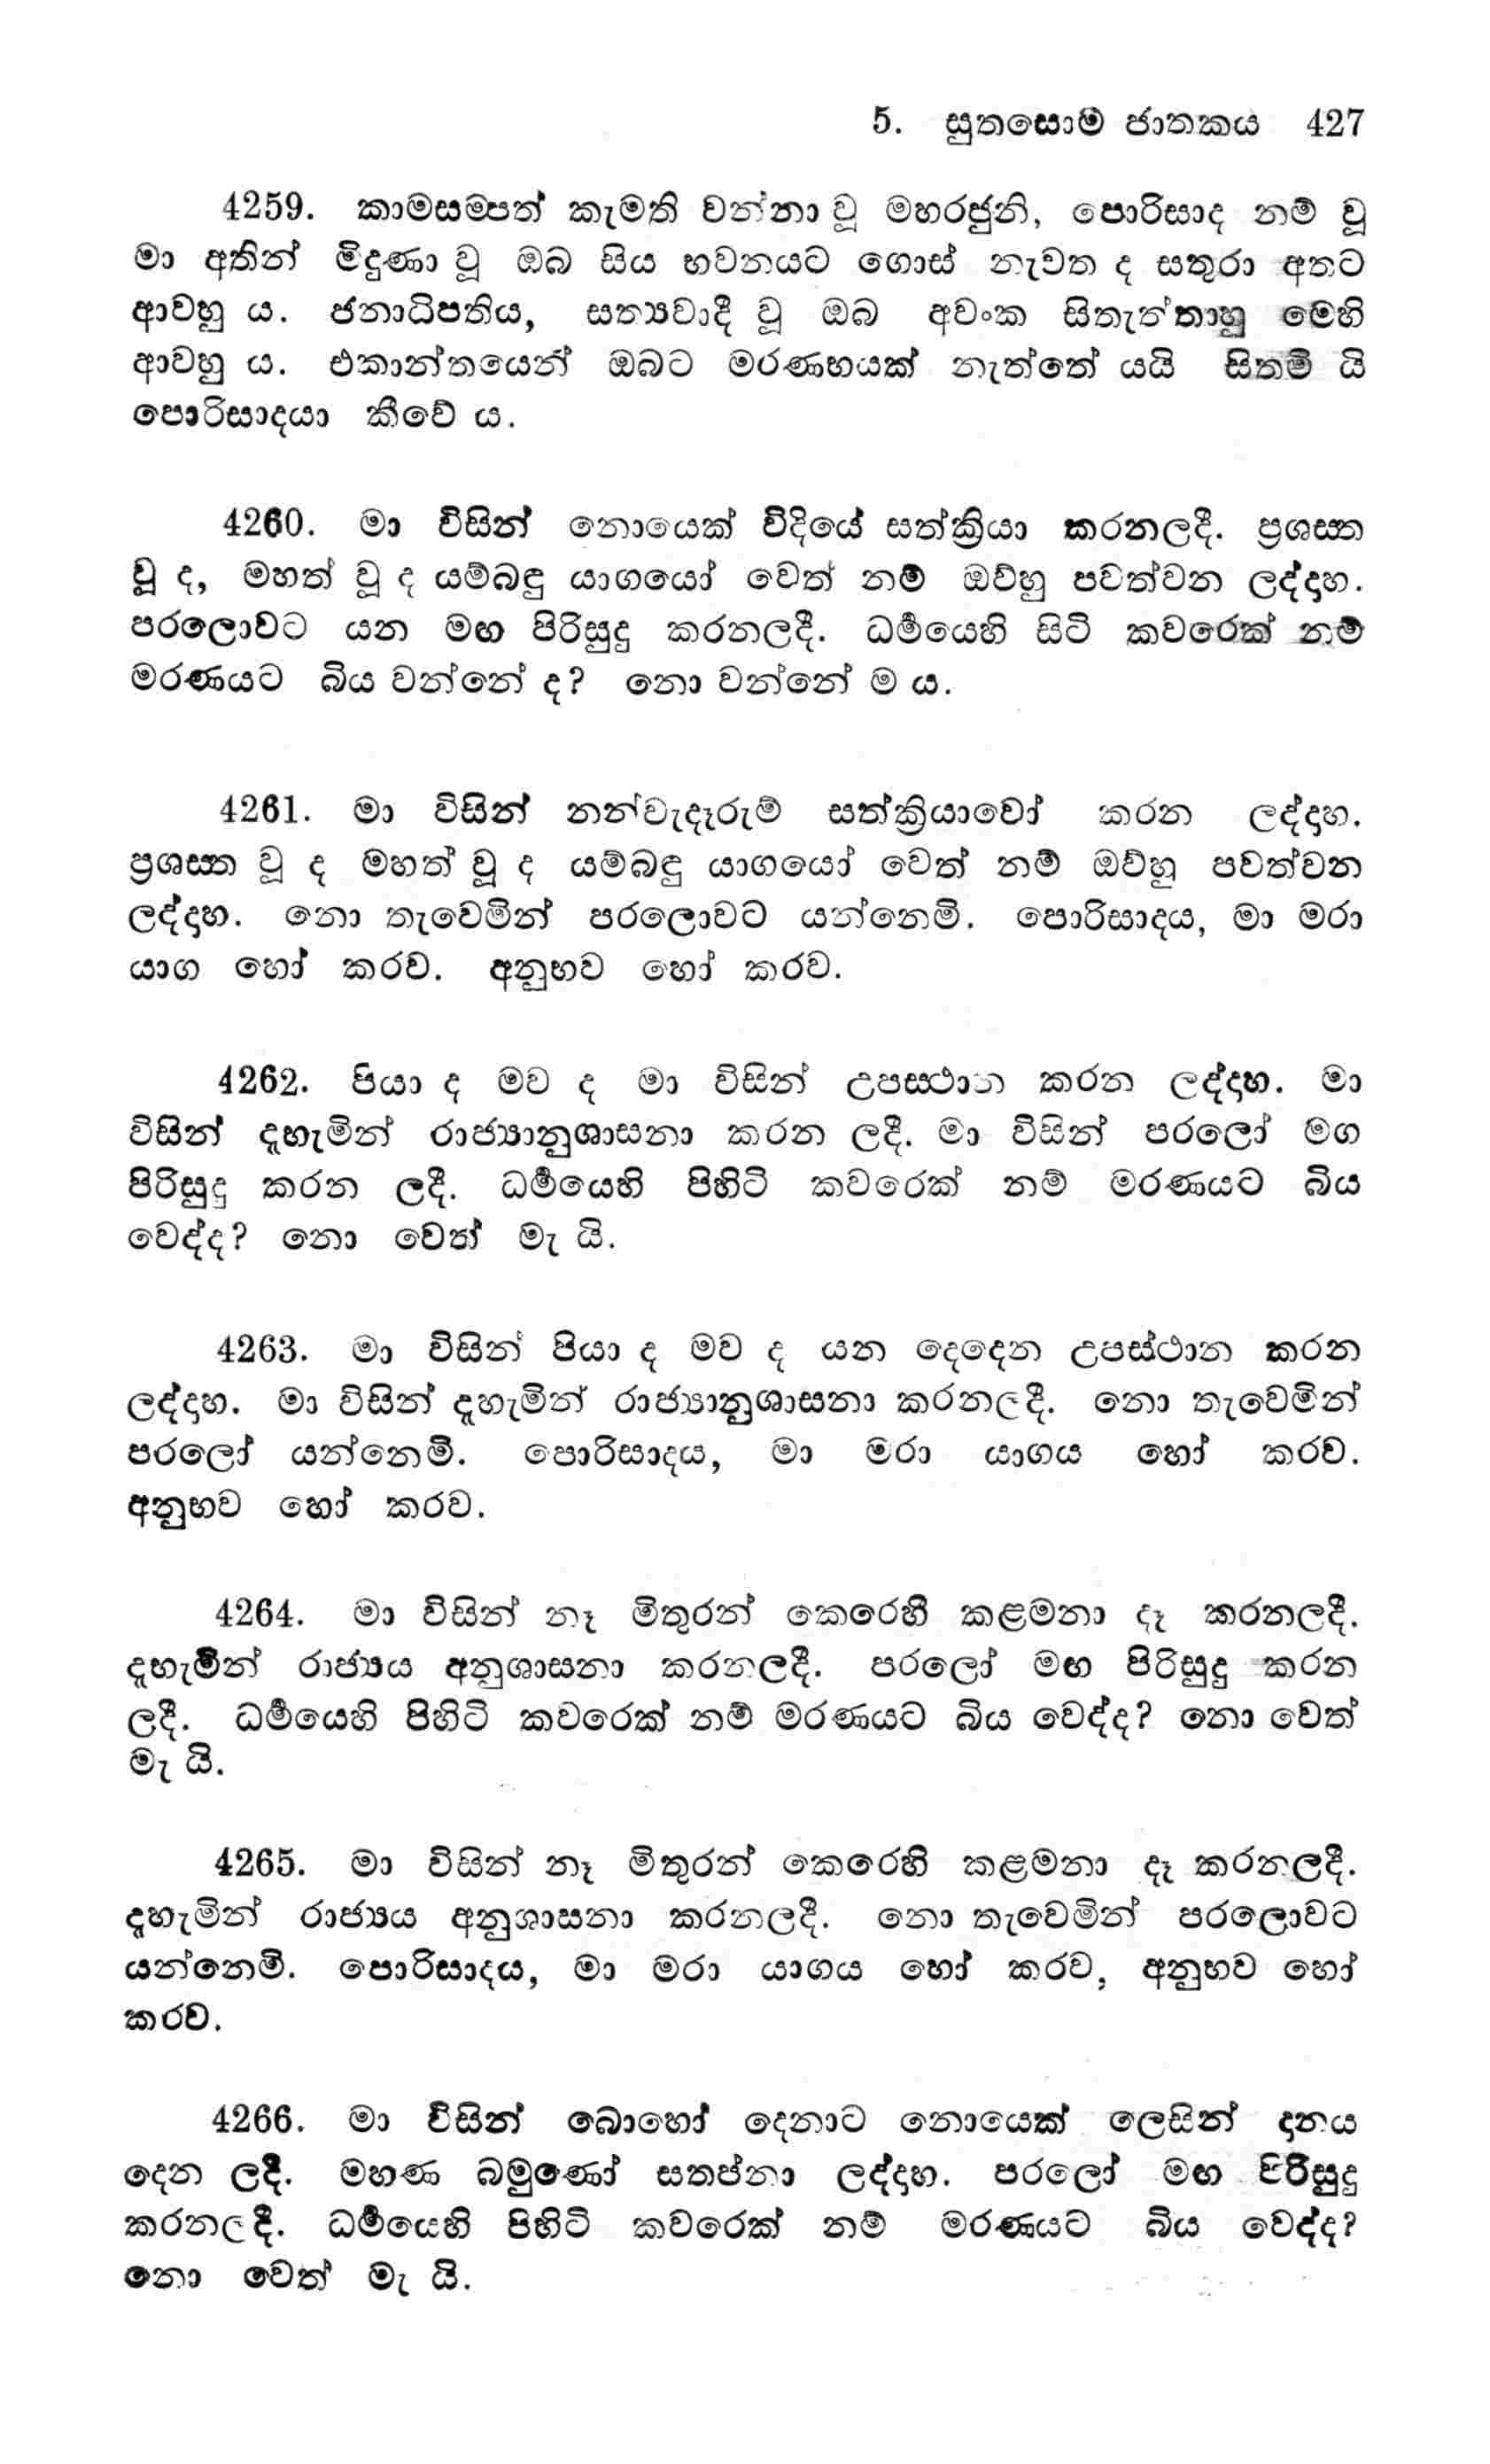 5. සුතසොම ජාතකය 427
4259. කාමසම්පත් කැමති වන්නා වූ මහරජුනි, පොරිසාද නම් වූ
මා අතින් මිදුණා වූ ඔබ සිය භවනයට ගොස් නැවත ද සතුරා අතට
ආවහු ය. ජනාධිපතිය, සත්‍යවාදී වූ ඔබ අවංක සිතැත්තාහු මෙහි
ආවහු ය. එකාන්තයෙන් ඔබට මරණභයක් නැත්තේ යයි සිතමි යි
පොරිසාදයා කීවේ ය.
4260. මා විසින් නොයෙක් විදියේ සත්ක්‍රියා කරනලදී. ප්‍රශස්ත
වූ ද, මහත් වූ ද යම්බඳු යාගයෝ වෙත් නම් ඔව්හු පවත්වන ලද්දාහ.
පරලොවට යන මඟ පිරිසුදු කරනලදී. ධර්‍මයෙහි සිටි කවරෙක් නම්
මරණයට බිය වන්නේ ද? නො වන්නේ ම ය.
4261. මා විසින් නන්වැදෑරුම් සත්ක්‍රියාවෝ කරන ලද්දාහ.
ප්‍රශස්ත වූ ද මහත් වූ ද යම්බඳු යාගයෝ වෙත් නම් ඔව්හු පවත්වන
ලද්දාහ. නො තැවෙමින් පරලොවට යන්නෙමි. පොරිසාදය, මා මරා
යාග හෝ කරව. අනුභව හෝ කරව.
4262. පියා ද මව ද මා විසින් උපස්ථාන කරන ලද්දාහ. මා
විසින් දැහැමින් රාජ්‍යානුශාසනා කරන ලදී. මා විසින් පරලෝ මග
පිරිසුදු කරන ලදී. ධර්‍මයෙහි පිහිටි කවරෙක් නම් මරණයට බිය
වෙද්ද? නො වෙත් මැ යි.
4263. මා විසින් පියා ද මව ද යන දෙදෙන උපස්ථාන කරන
ලද්දාහ. මා විසින් දැහැමින් රාජ්‍යානුශාසනා කරනලදී. නො තැවෙමින්
පරලෝ යන්නෙමි. පොරිසාදය, මා මරා යාගය හෝ කරව.
අනුභව හෝ කරව.
4264. මා විසින් නෑ මිතුරන් කෙරෙහි කළමනා දෑ කරනලදී.
දැහැමින් රාජ්‍යය අනුශාසනා කරනලදී. පරලෝ මඟ පිරිසුදු කරන
ලදී. ධර්‍මයෙහි පිහිටි කවරෙක් නම් මරණයට බිය වෙද්ද? නො වෙත්
මැ යි.
4265. මා විසින් නෑ මිතුරන් කෙරෙහි කළමනා දෑ කරනලදී.
දැහැමින් රාජ්‍යය අනුශාසනා කරනලදී. නො තැවෙමින් පරලොවට
යන්නෙමි. පොරිසාදය, මා මරා යාගය හෝ කරව, අනුභව හෝ
කරව.
4266. මා විසින් බොහෝ දෙනාට නොයෙක් ලෙසින් දානය
දෙන ලදී. මහණ බමුණෝ සතප්නා ලද්දාහ. පරලෝ මඟ පිරිසුදු
කරනලදී. ධර්‍මයෙහි පිහිටි කවරෙක් නම් මරණයට බිය වෙද්ද?
නො වෙත් මැ යි.